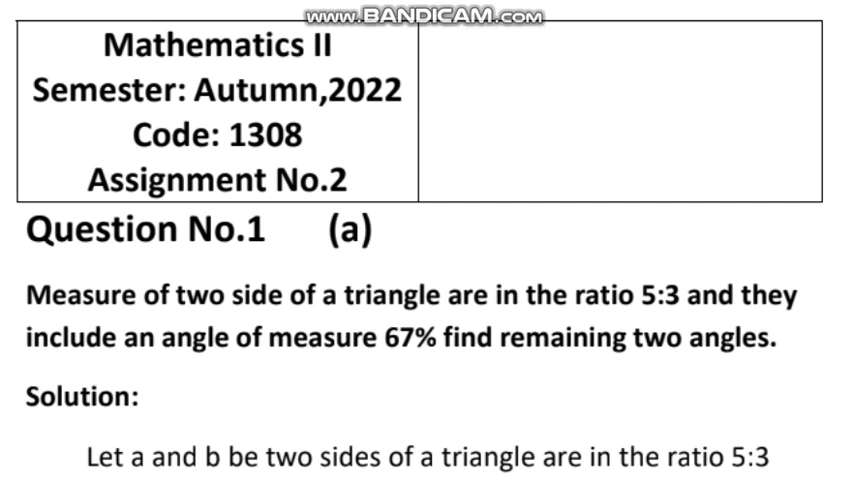 www.BANDICAM.COM
Mathematics II
Semester: Autumn,2022
Code: 1308
Assignment No.2
Question No.1 (a)
Measure of two side of a triangle are in the ratio 5:3 and they
include an angle of measure 67% find remaining two angles.
Solution:
Let a and b be two sides of a triangle are in the ratio 5:3